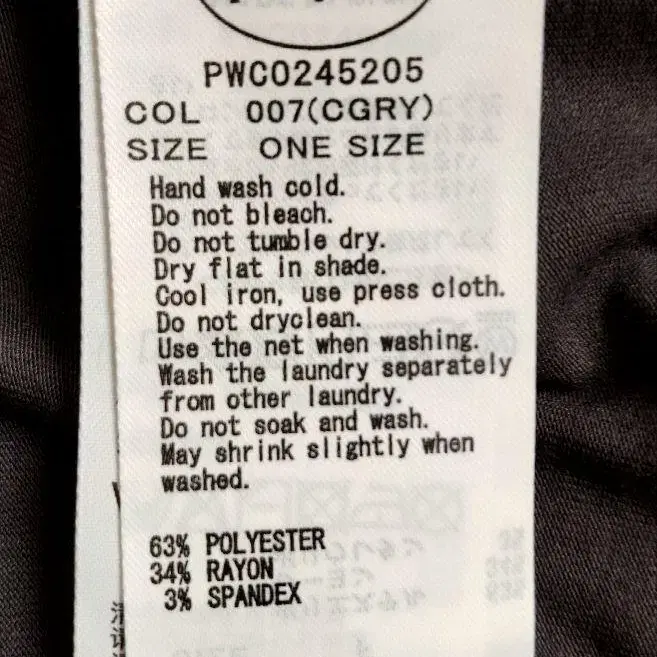 PWC0245205
COL 007(CGRY)
SIZE ONE SIZE
Hand wash cold.
Do not bleach.
Do not tumble dry.
Dry flat in shade.
Cool iron, use press cloth.
Do not dryclean.
Use the net when washing.
Wash the laundry separately
from other laundry.
Do not soak and wash.
May shrink slightly when
washed.
63% POLYESTER
34% RAYON
3% SPANDEX